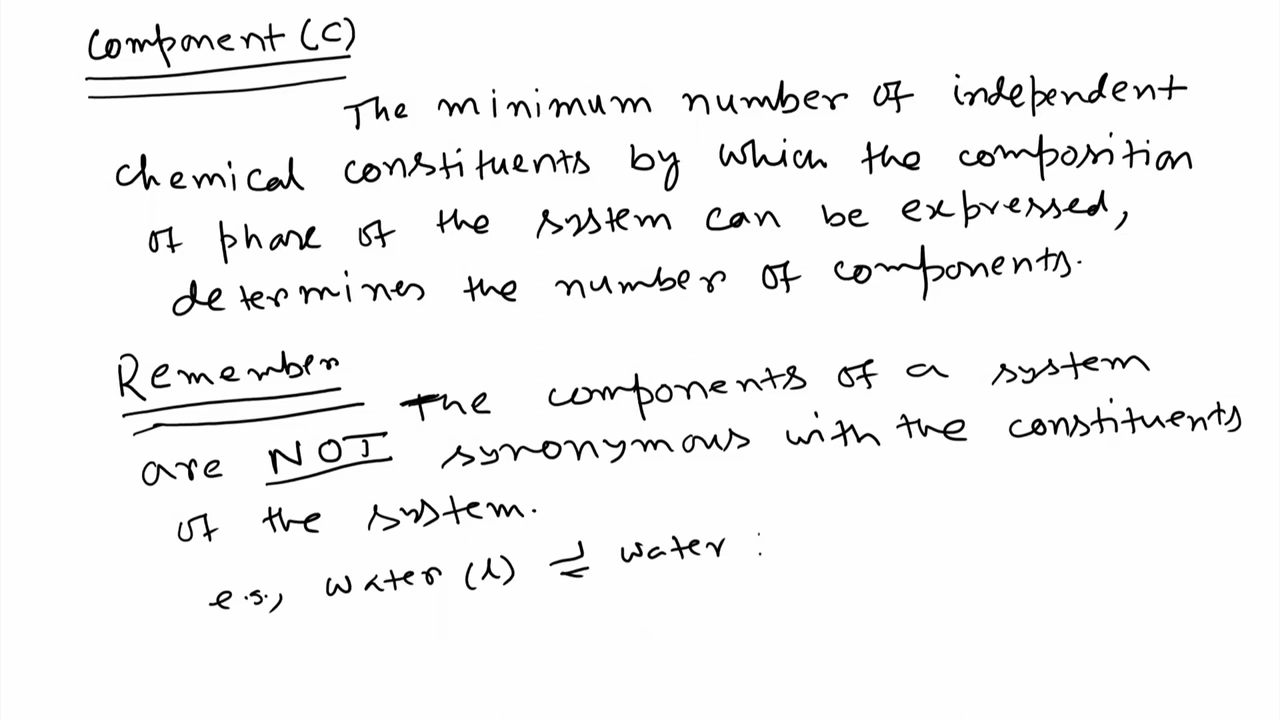 Component (C)
The minimum number of independent
chemical constituents by which the composition
of phase of the system can be expressed,
determines the number of components.
Remember
The components of a system
are NOT synonymous with the constituents
of the system.
e.g., water (l) ⇌ water :